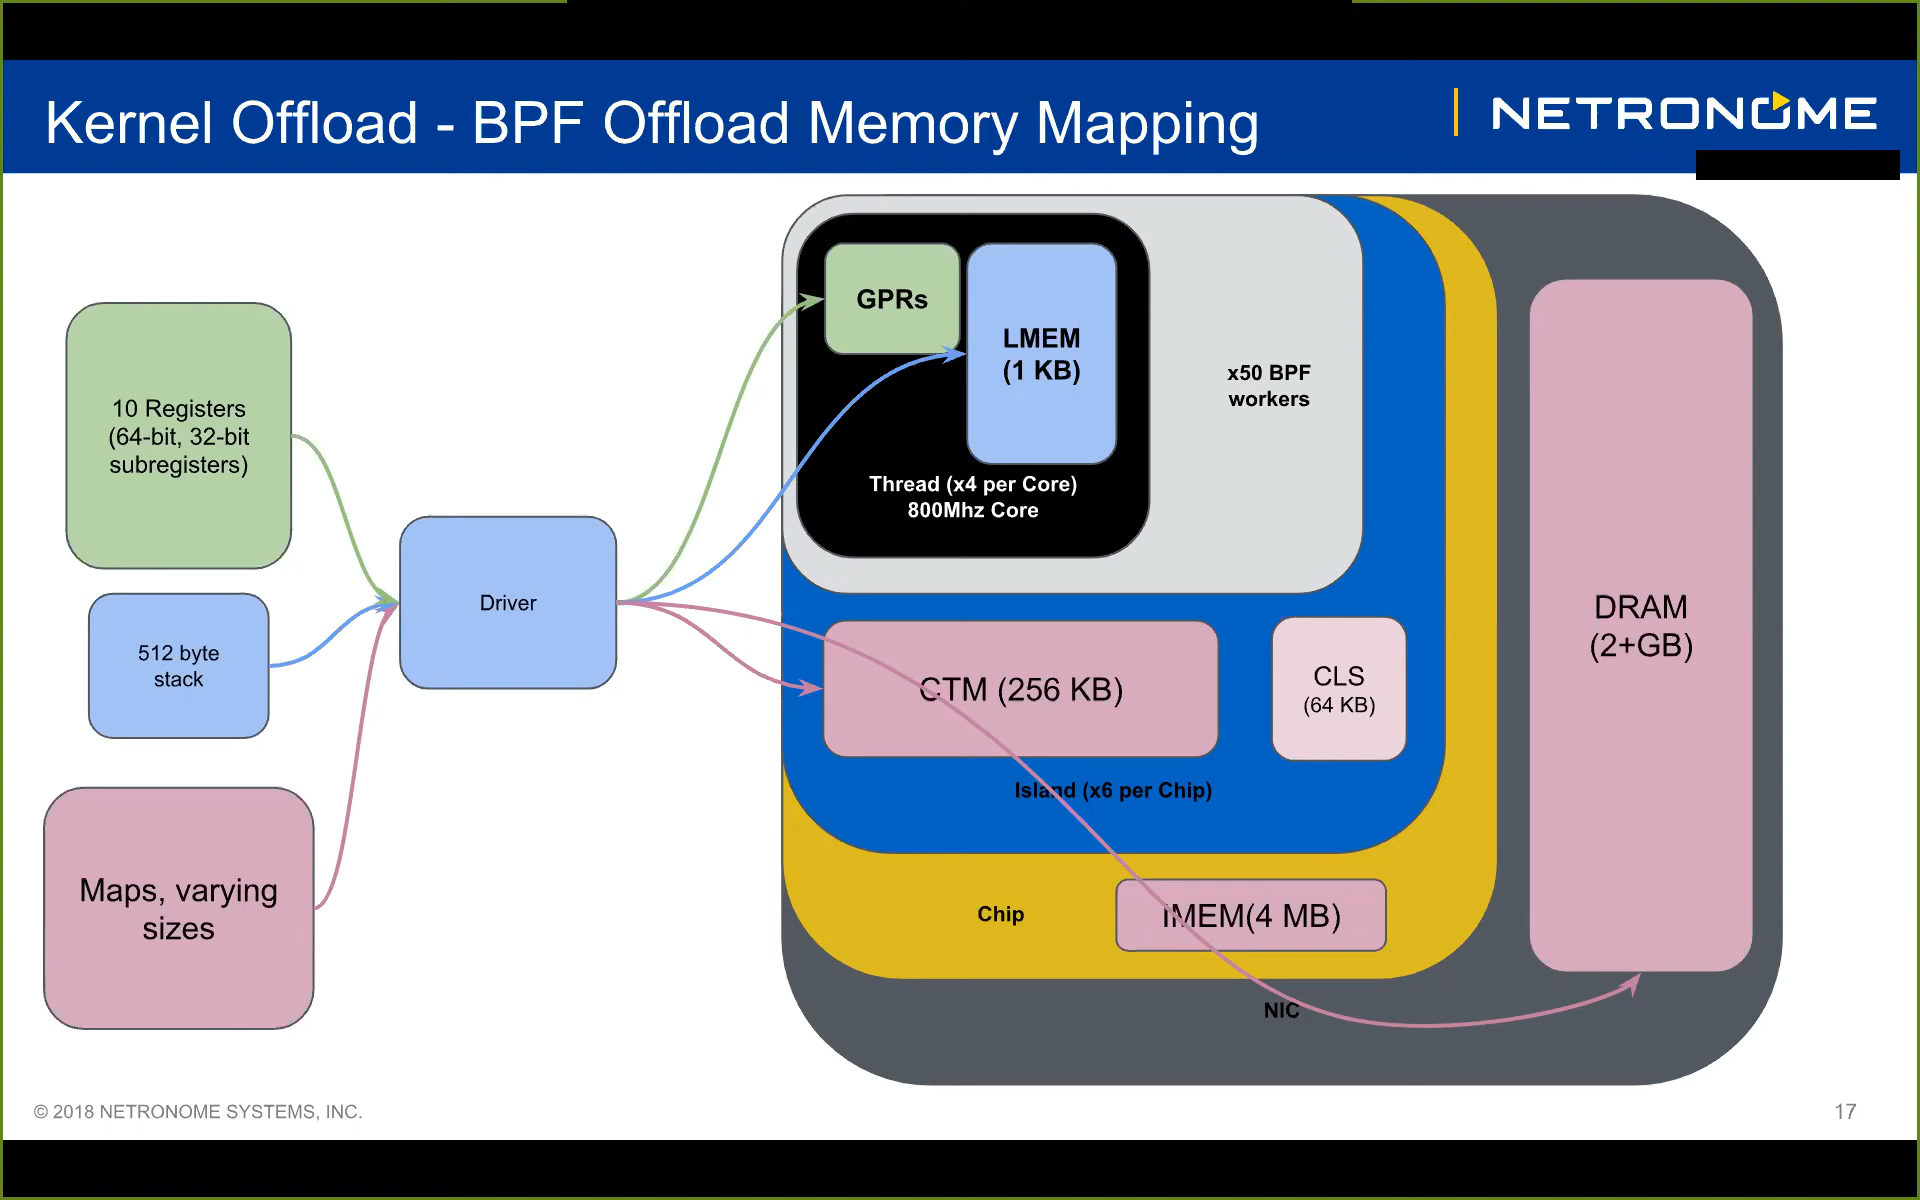 Kernel Offload - BPF Offload Memory Mapping
NETRONOME
10 Registers
(64-bit, 32-bit
subregisters)
512 byte
stack
Maps, varying
sizes
Driver
GPRs
LMEM
(1 KB)
Thread (x4 per Core)
800Mhz Core
x50 BPF
workers
CTM (256 KB)
CLS
(64 KB)
Island (x6 per Chip)
Chip
IMEM(4 MB)
NIC
DRAM
(2+GB)
© 2018 NETRONOME SYSTEMS, INC.
17